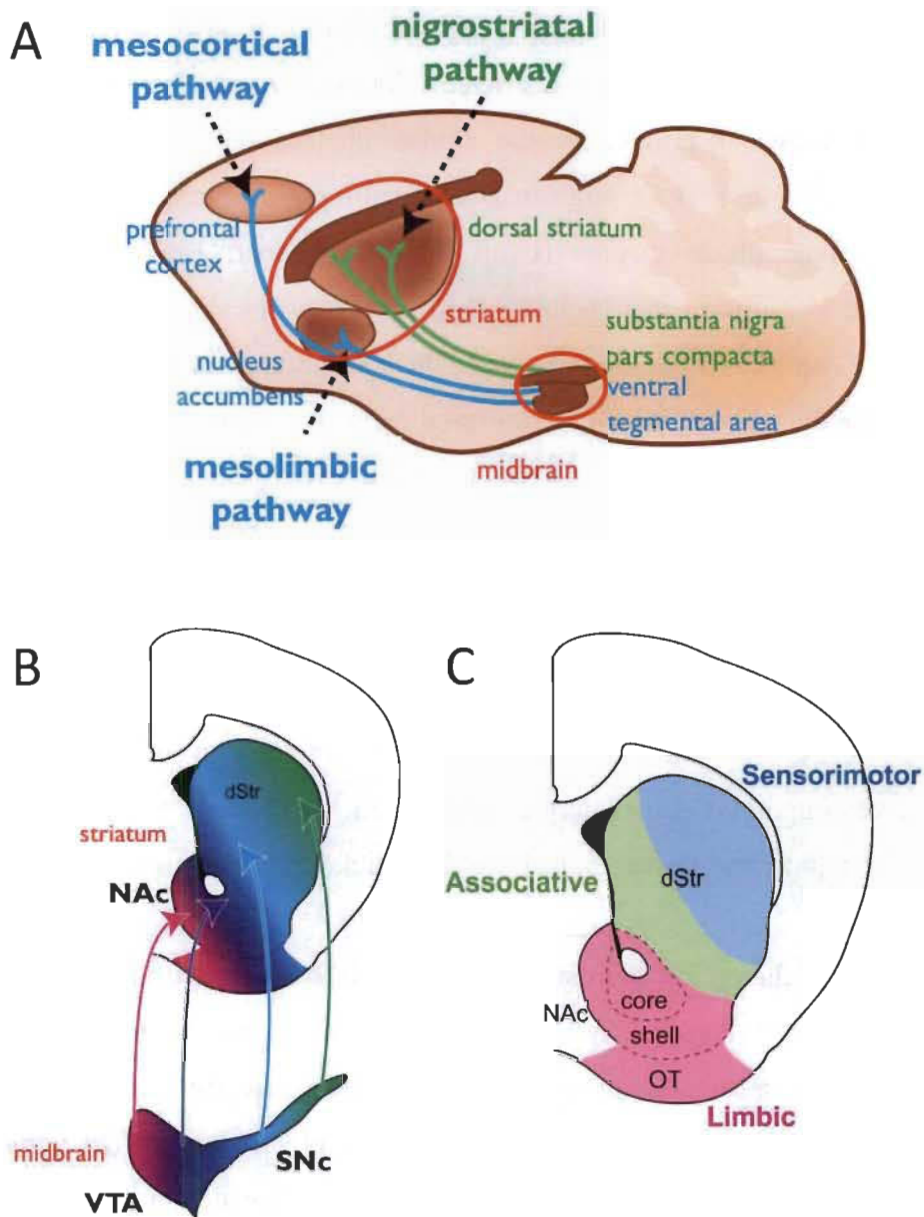 A
mesocortical
pathway
nigrostriatal
pathway
prefrontal
cortex
dorsal striatum
striatum
nucleus
accumbens
substantia nigra
pars compacta
ventral
tegmental area
mesolimbic
pathway
midbrain
B
dStr
striatum
NAc
midbrain
SNc
VTA
C
Sensorimotor
Associative
dStr
core
NAc
shell
OT
Limbic